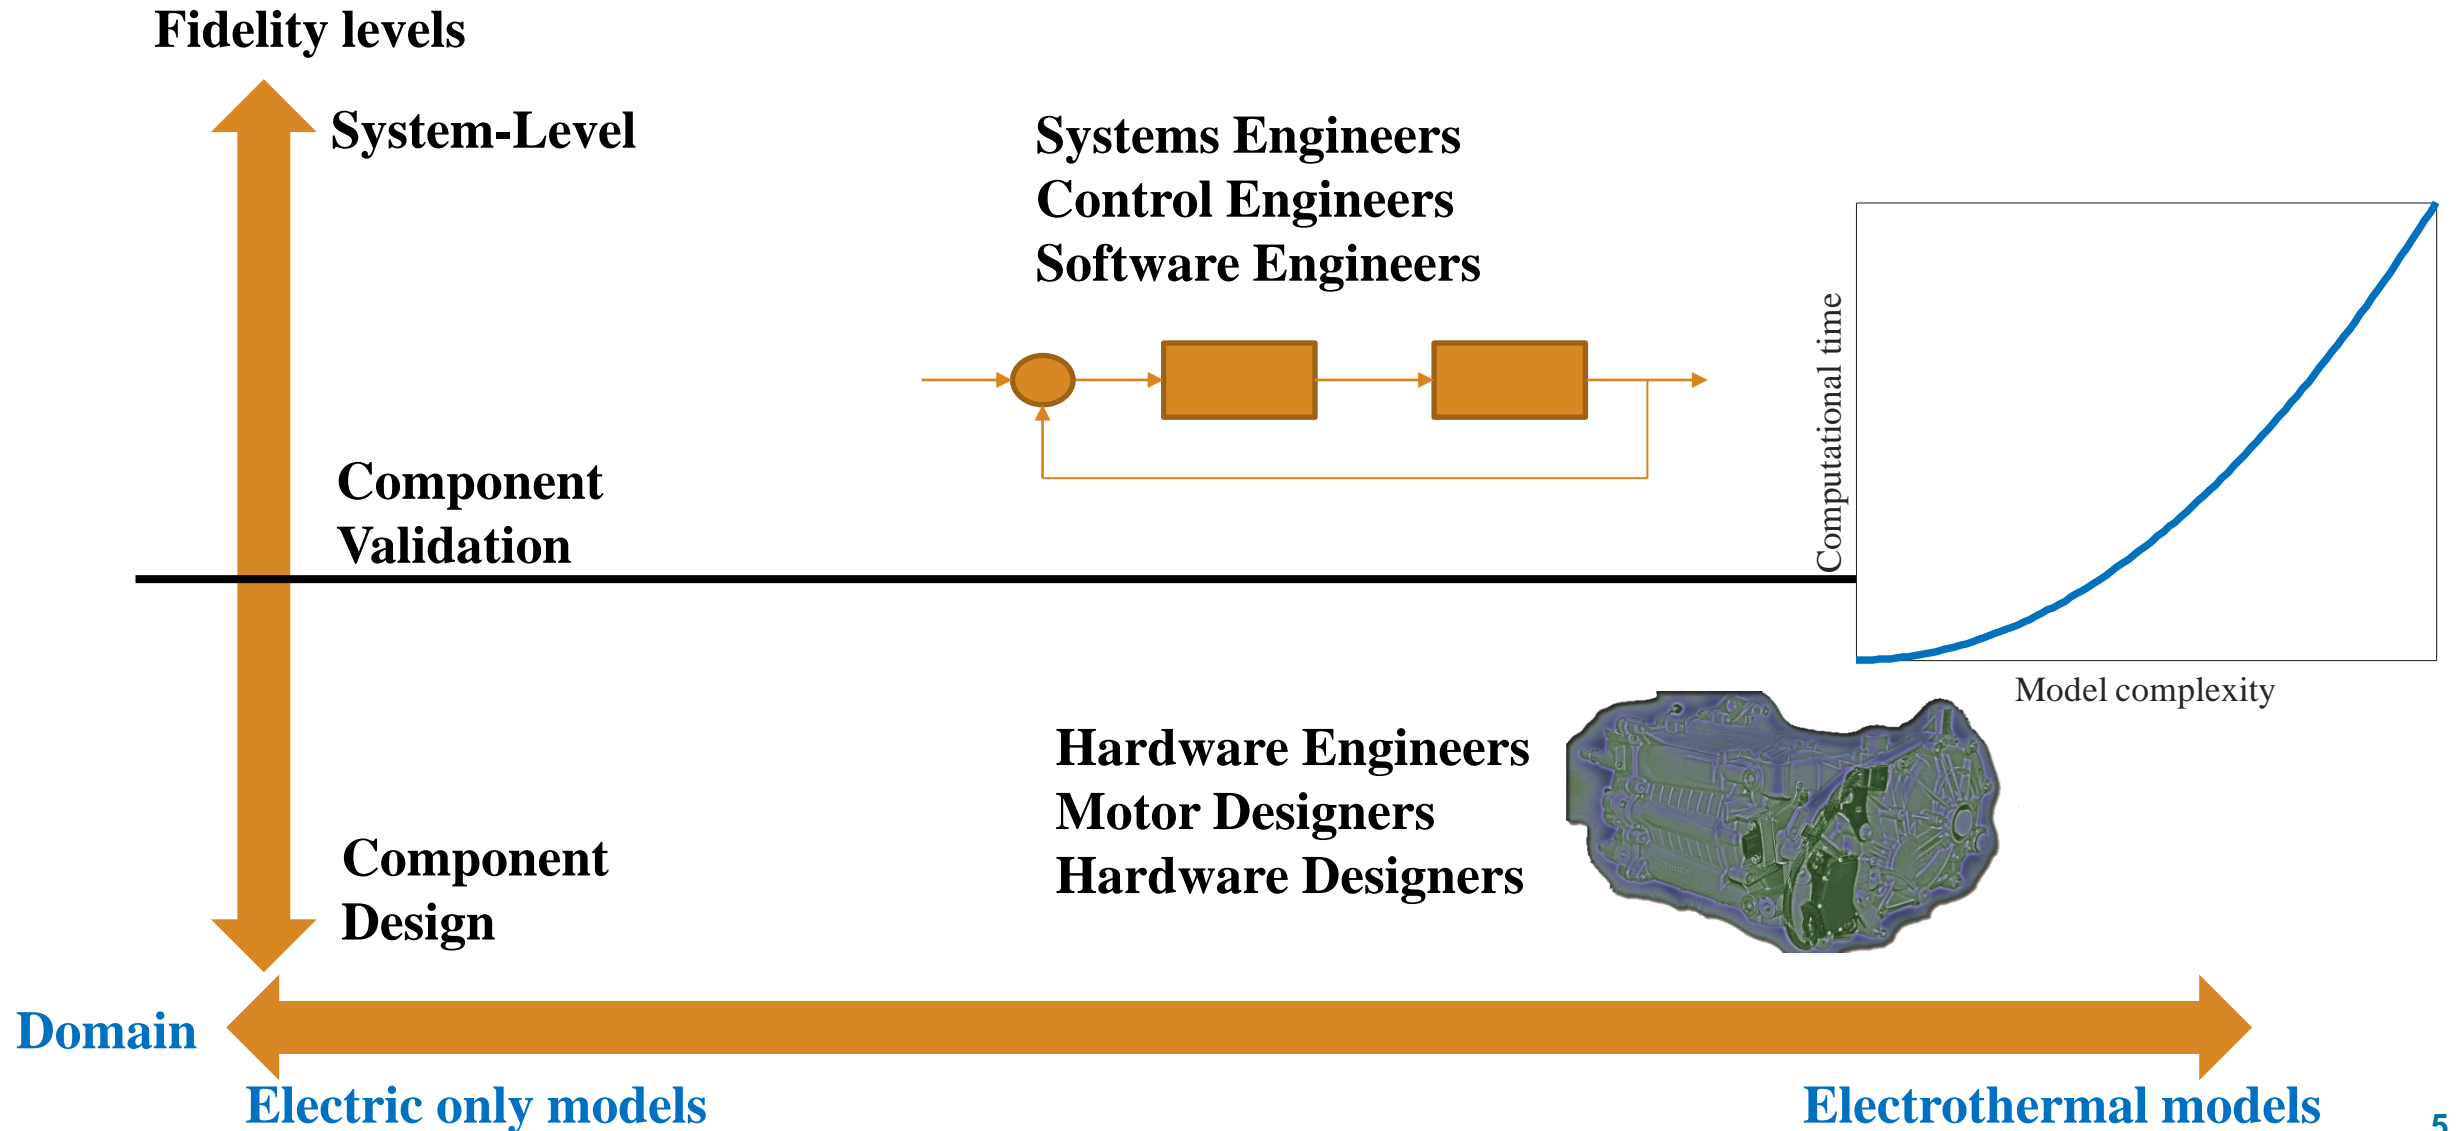 Fidelity levels
System-Level
Systems Engineers
Control Engineers
Software Engineers
Computational time
Model complexity
Component
Validation
Hardware Engineers
Motor Designers
Hardware Designers
Component
Design
Domain
Electric only models
Electrothermal models
5